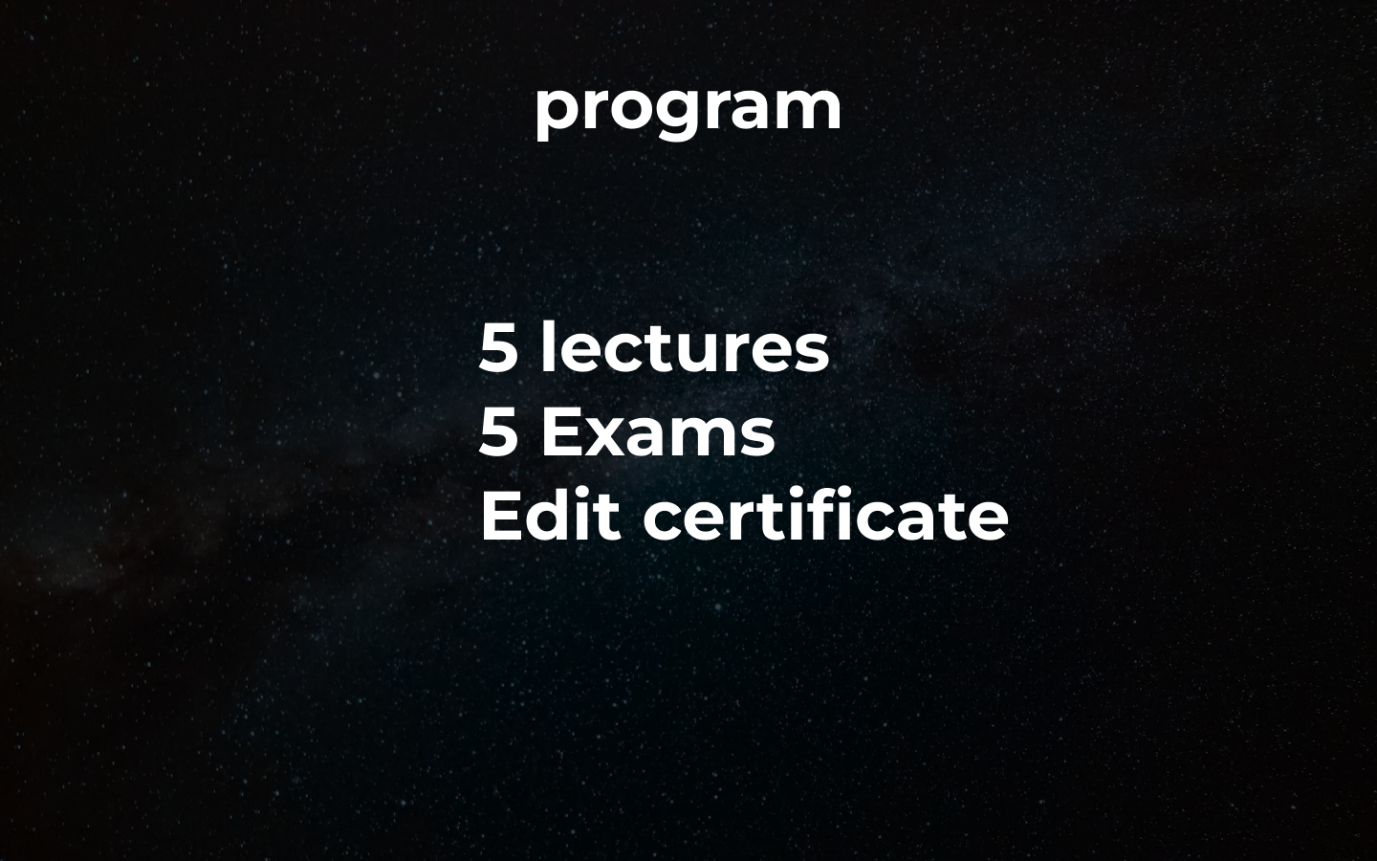 program
5 lectures
5 Exams
Edit certificate